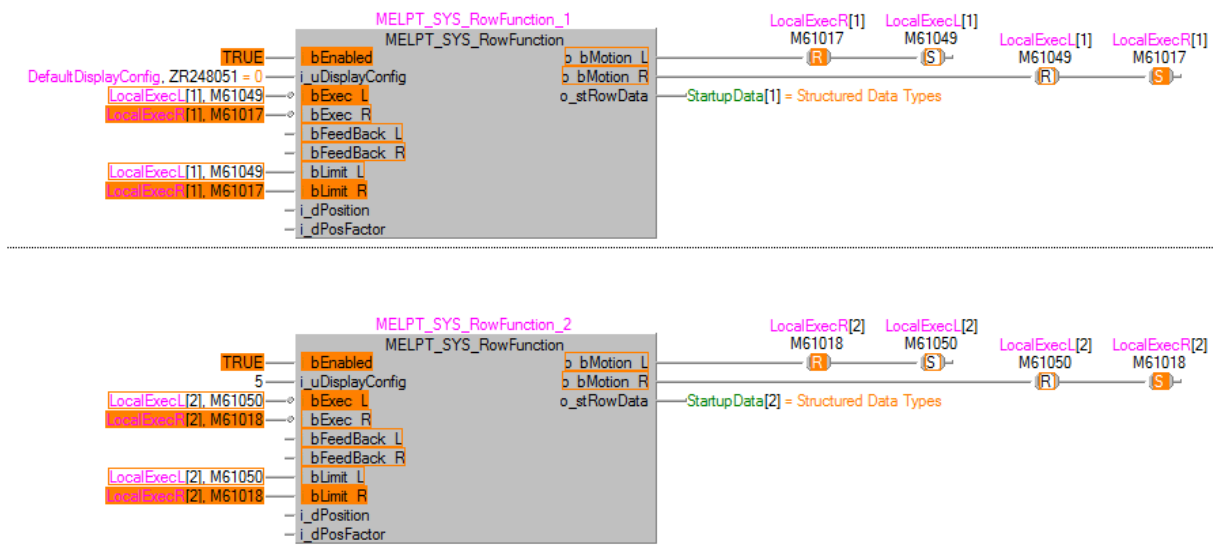 MELPT_SYS_RowFunction_1
MELPT_SYS_RowFunction
LocalExecR[1] LocalExecL[1]
M61017 M61049
LocalExecL[1] LocalExecR[1]
M61049 M61017
TRUE bEnabled o_bMotion_L R S
DefaultDisplayConfig, ZR248051 = 0 i_uDisplayConfig o_bMotion_R R S
LocalExecL[1], M61049 bExec_L o_stRowData StartupData[1] = Structured Data Types
LocalExecR[1], M61017 bExec_R
bFeedBack_L
bFeedBack_R
LocalExecL[1], M61049 bLimit_L
LocalExecR[1], M61017 bLimit_R
i_dPosition
i_dPosFactor
MELPT_SYS_RowFunction_2
MELPT_SYS_RowFunction
LocalExecR[2] LocalExecL[2]
M61018 M61050
LocalExecL[2] LocalExecR[2]
M61050 M61018
TRUE bEnabled o_bMotion_L R S
5 i_uDisplayConfig o_bMotion_R R S
LocalExecL[2], M61050 bExec_L o_stRowData StartupData[2] = Structured Data Types
LocalExecR[2], M61018 bExec_R
bFeedBack_L
bFeedBack_R
LocalExecL[2], M61050 bLimit_L
LocalExecR[2], M61018 bLimit_R
i_dPosition
i_dPosFactor